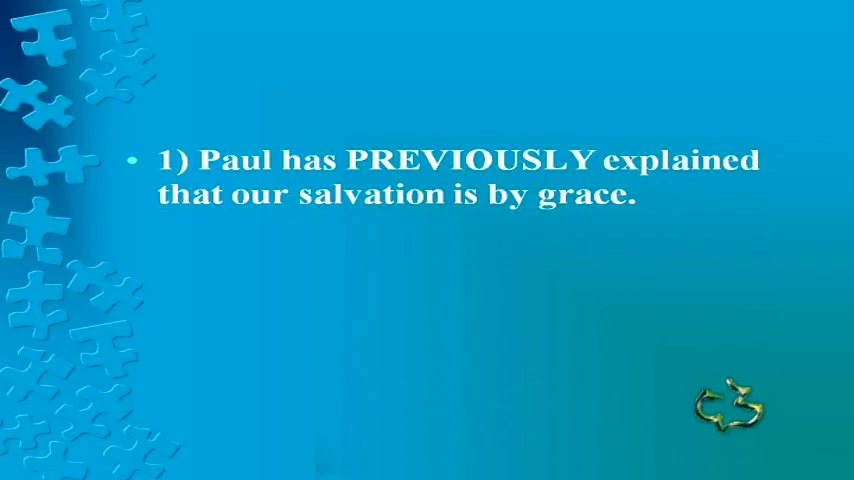 • 1) Paul has PREVIOUSLY explained
that our salvation is by grace.